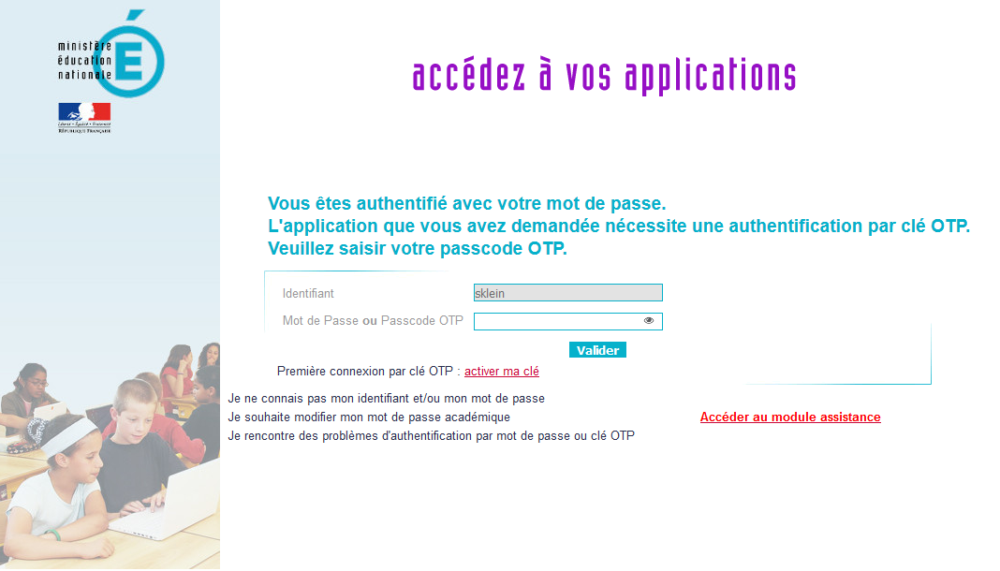 ministère
éducation
nationale
É
Liberté • Égalité • Fraternité
RÉPUBLIQUE FRANÇAISE
accédez à vos applications
Vous êtes authentifié avec votre mot de passe.
L'application que vous avez demandée nécessite une authentification par clé OTP.
Veuillez saisir votre passcode OTP.
Identifiant sklein
Mot de Passe ou Passcode OTP
Valider
Première connexion par clé OTP : activer ma clé
Je ne connais pas mon identifiant et/ou mon mot de passe
Je souhaite modifier mon mot de passe académique
Je rencontre des problèmes d'authentification par mot de passe ou clé OTP
Accéder au module assistance